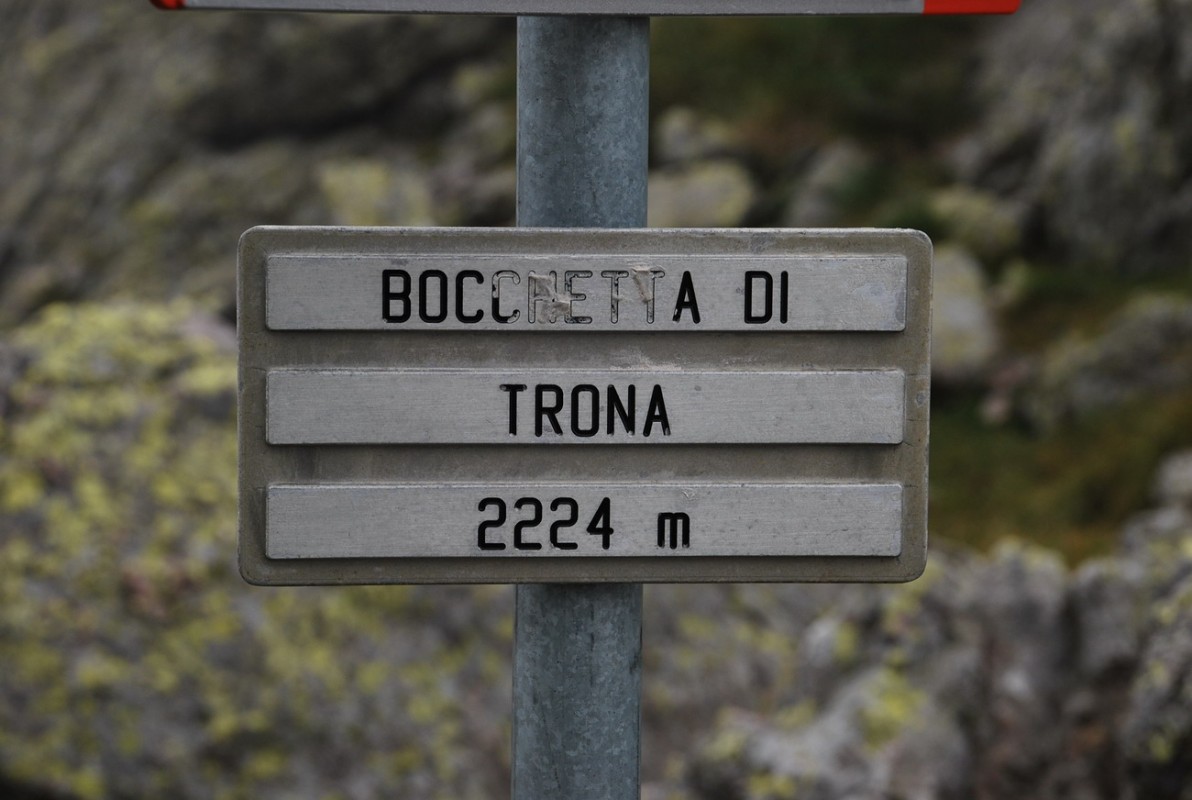 BOCCHETTA DI
TRONA
2224 m